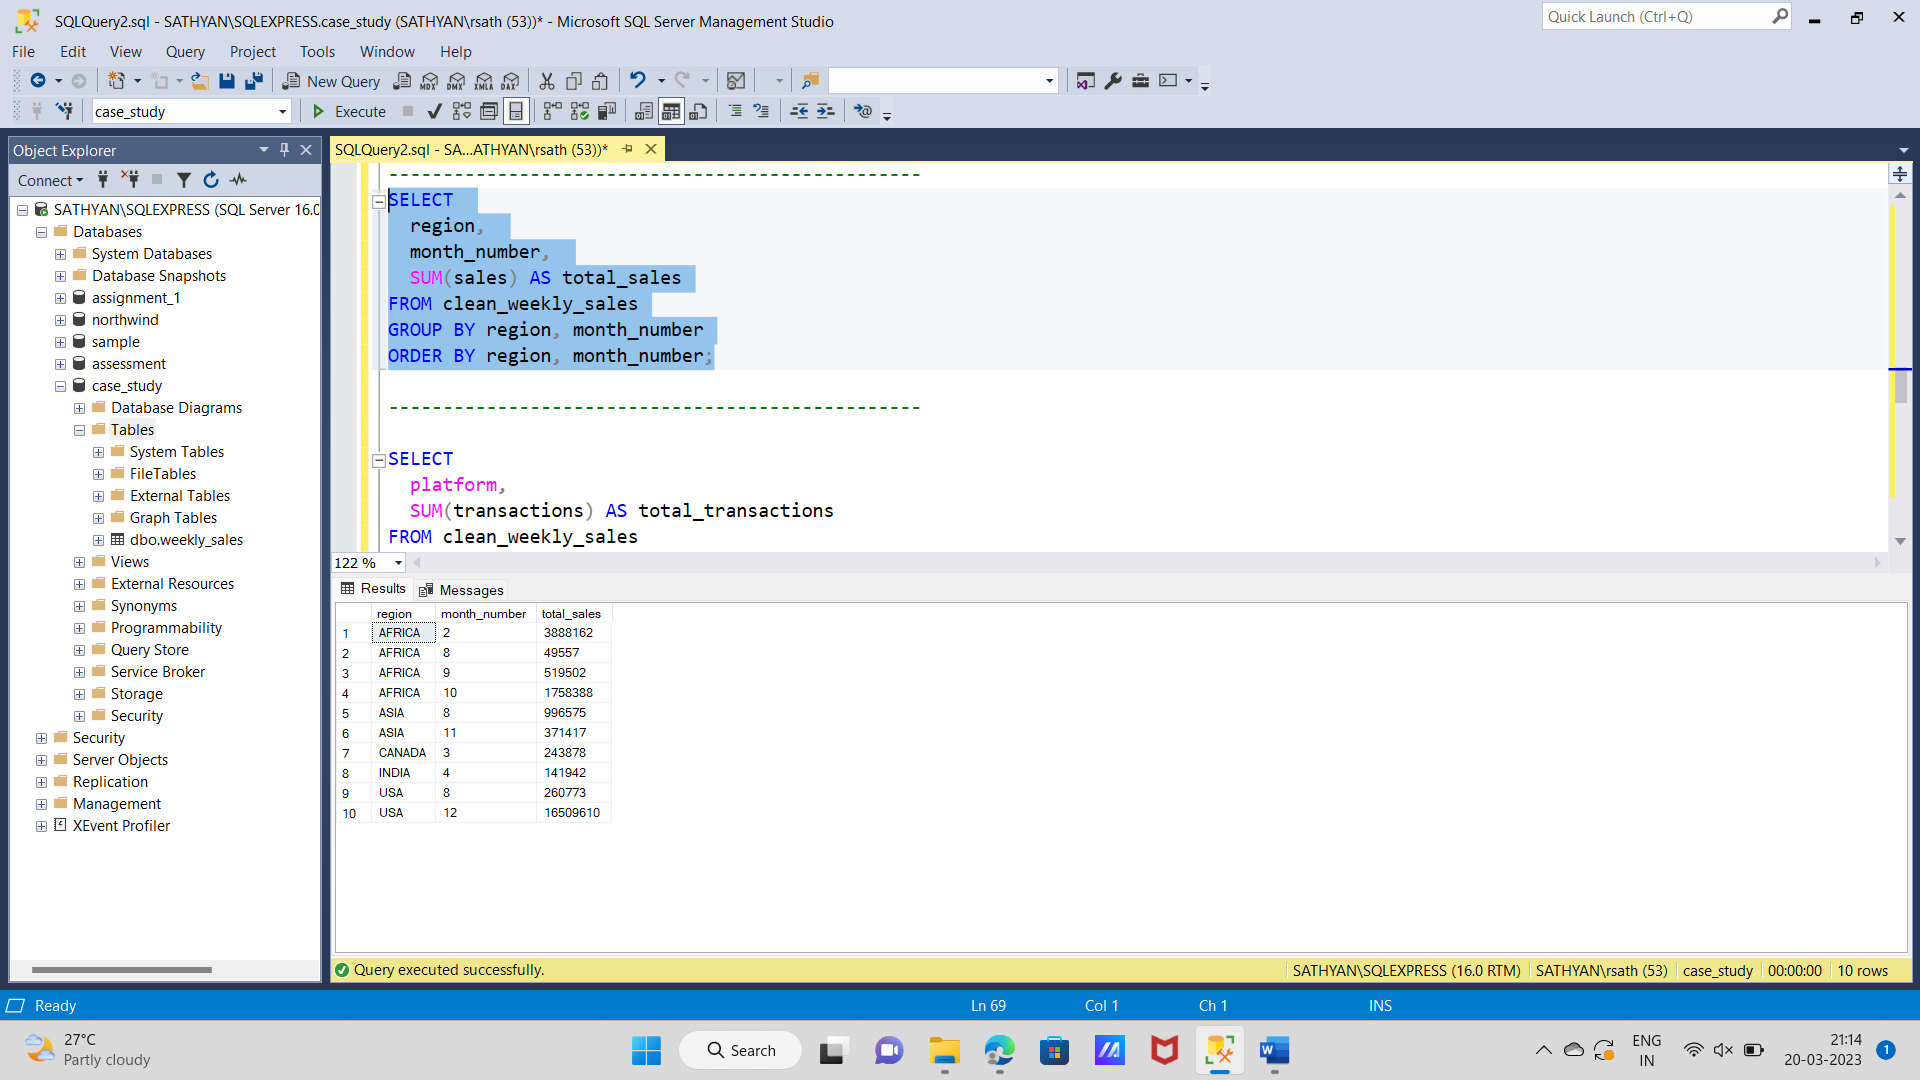 SQLQuery2.sql - SATHYAN\SQLEXPRESS.case_study (SATHYAN\rsath (53))* - Microsoft SQL Server Management Studio
Quick Launch (Ctrl+Q)
File Edit View Query Project Tools Window Help
New Query MDX DMX XMLA DAX
case_study Execute
Object Explorer
Connect
SATHYAN\SQLEXPRESS (SQL Server 16.0
Databases
System Databases
Database Snapshots
assignment_1
northwind
sample
assessment
case_study
Database Diagrams
Tables
System Tables
FileTables
External Tables
Graph Tables
dbo.weekly_sales
Views
External Resources
Synonyms
Programmability
Query Store
Service Broker
Storage
Security
Security
Server Objects
Replication
Management
XEvent Profiler
SQLQuery2.sql - SA...ATHYAN\rsath (53))*
-------------------------------------------------
SELECT
region,
month_number,
SUM(sales) AS total_sales
FROM clean_weekly_sales
GROUP BY region, month_number
ORDER BY region, month_number;
-------------------------------------------------
SELECT
platform,
SUM(transactions) AS total_transactions
FROM clean_weekly_sales
122 %
Results Messages
region month_number total_sales
1 AFRICA 2 3888162
2 AFRICA 8 49557
3 AFRICA 9 519502
4 AFRICA 10 1758388
5 ASIA 8 996575
6 ASIA 11 371417
7 CANADA 3 243878
8 INDIA 4 141942
9 USA 8 260773
10 USA 12 16509610
Query executed successfully. SATHYAN\SQLEXPRESS (16.0 RTM) SATHYAN\rsath (53) case_study 00:00:00 10 rows
Ready Ln 69 Col 1 Ch 1 INS
27°C
Partly cloudy
Search
ENG
IN
21:14
20-03-2023
1